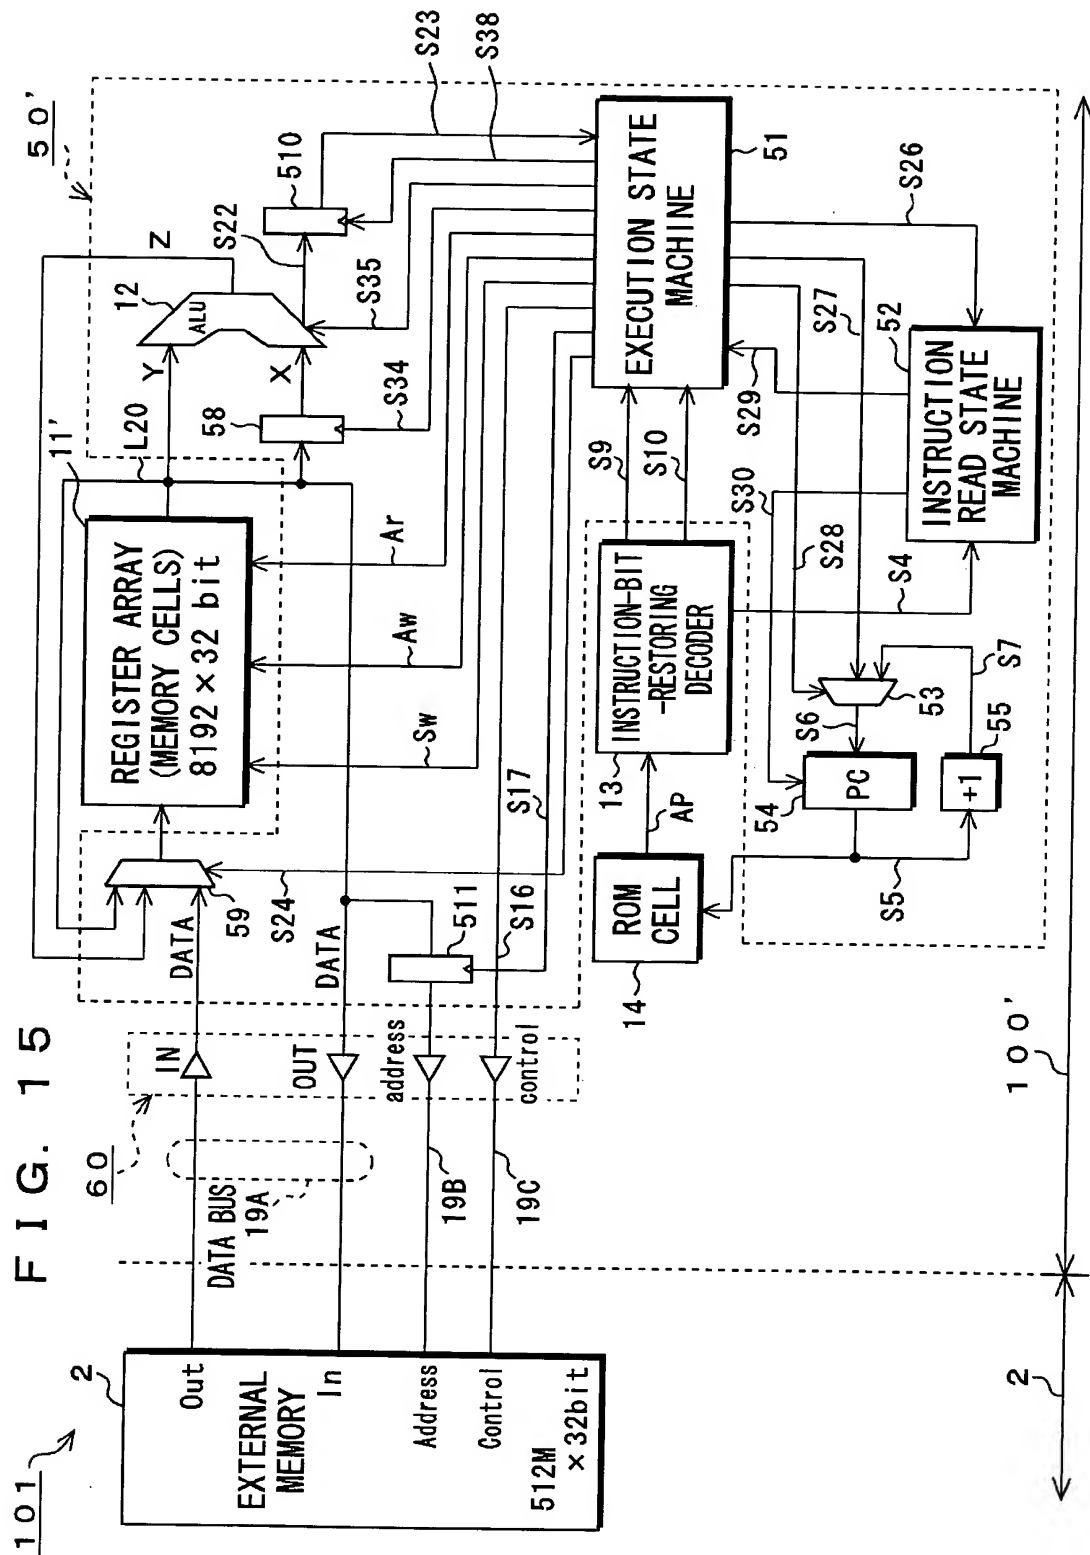 FIG. 15
101
2
EXTERNAL
MEMORY
Out
In
Address
Control
512M
×32bit
DATA BUS
19A
19B
19C
60
IN
OUT
address
control
DATA
DATA
59
S24
511
S16
S17
50'
11'
REGISTER ARRAY
(MEMORY CELLS)
8192×32 bit
L20
Sw
Aw
Ar
58
S34
Y
X
12
ALU
Z
S35
S22
510
S23
S38
14
ROM
CELL
AP
13
INSTRUCTION-BIT
-RESTORING
DECODER
S9
S10
EXECUTION STATE
MACHINE
51
S29
S30
S28
S27
S26
S4
52
INSTRUCTION
READ STATE
MACHINE
54
PC
S6
53
S7
55
+1
S5
2
100'